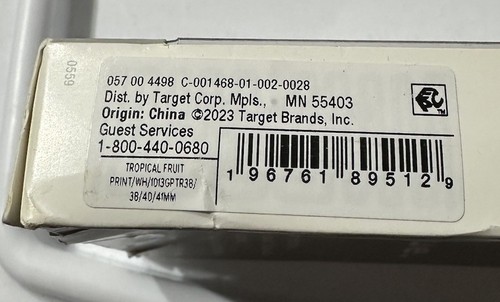 0559
057 00 4498 C-001468-01-002-0028
Dist. by Target Corp. Mpls., MN 55403
Origin: China ©2023 Target Brands, Inc.
Guest Services
1-800-440-0680
TROPICAL FRUIT
PRINT/WH/1013GPTR38/
38/40/41MM
1 96761 89512 9